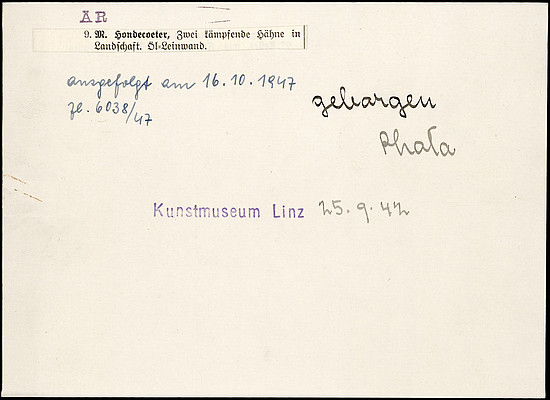 AR
9. M. Hondecoeter, Zwei kämpfende Hähne in
Landschaft. Öl-Leinwand.
ausgefolgt am 16.10.1947
zl. 6038/47
geborgen
Rhata
Kunstmuseum Linz 25.9.42